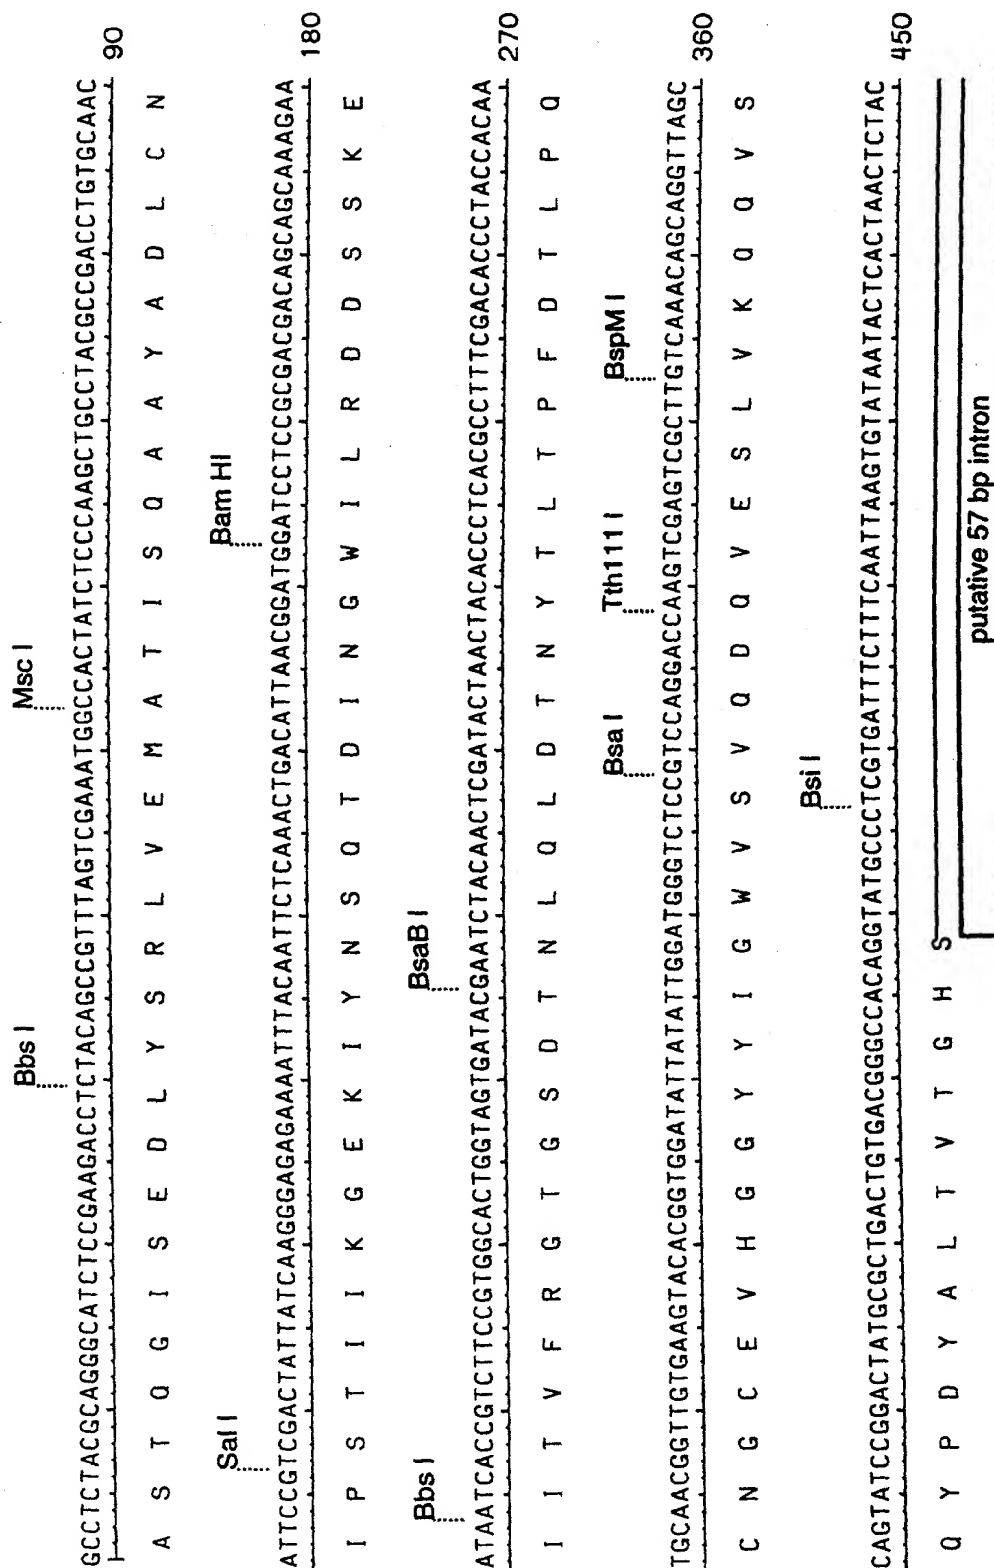 Bbs I Msc I
GCCTCTACGCAGGGCATCTCCGAAGACCTCTACAGCCGTTTAGTCGAAATGGCCACTATCTCCCAAGCTGCCTACGCCGACCTGTGCAAC
90
A S T Q G I S E D L Y S R L V E M A T I S Q A A Y A D L C N
Sal I Bam HI
ATTCCGTCGACTATTATCAAGGGAGAGAAAATTTACAATTCTCAAACTGACATTAACGGATGGATCCTCCGCGACGACAGCAGCAAAGAA
180
I P S T I I K G E K I Y N S Q T D I N G W I L R D D S S K E
Bbs I BsaB I
ATAATCACCGTCTTCCGTGGCACTGGTAGTGATACGAATCTACAACTCGATACTAACTACACCCTCACGCCTTTCGACACCCTACCACAA
270
I I T V F R G T G S D T N L Q L D T N Y T L T P F D T L P Q
Bsa I Tth111 I BspM I
TGCAACGGTTGTGAAGTACACGGTGGATATTATATTGGATGGGTCTCCGTCCAGGACCAAGTCGAGTCGCTTGTCAAACAGCAGGTTAGC
360
C N G C E V H G G Y Y I G W V S V Q D Q V E S L V K Q Q V S
Bsi I
CAGTATCCGGACTATGCGCTGACTGTGACGGGCCACAGGTATGCCCTCGTGATTTCTTTCAATTAAGTGTATAATACTCACTAACTCTAC
450
Q Y P D Y A L T V T G H S
putative 57 bp intron